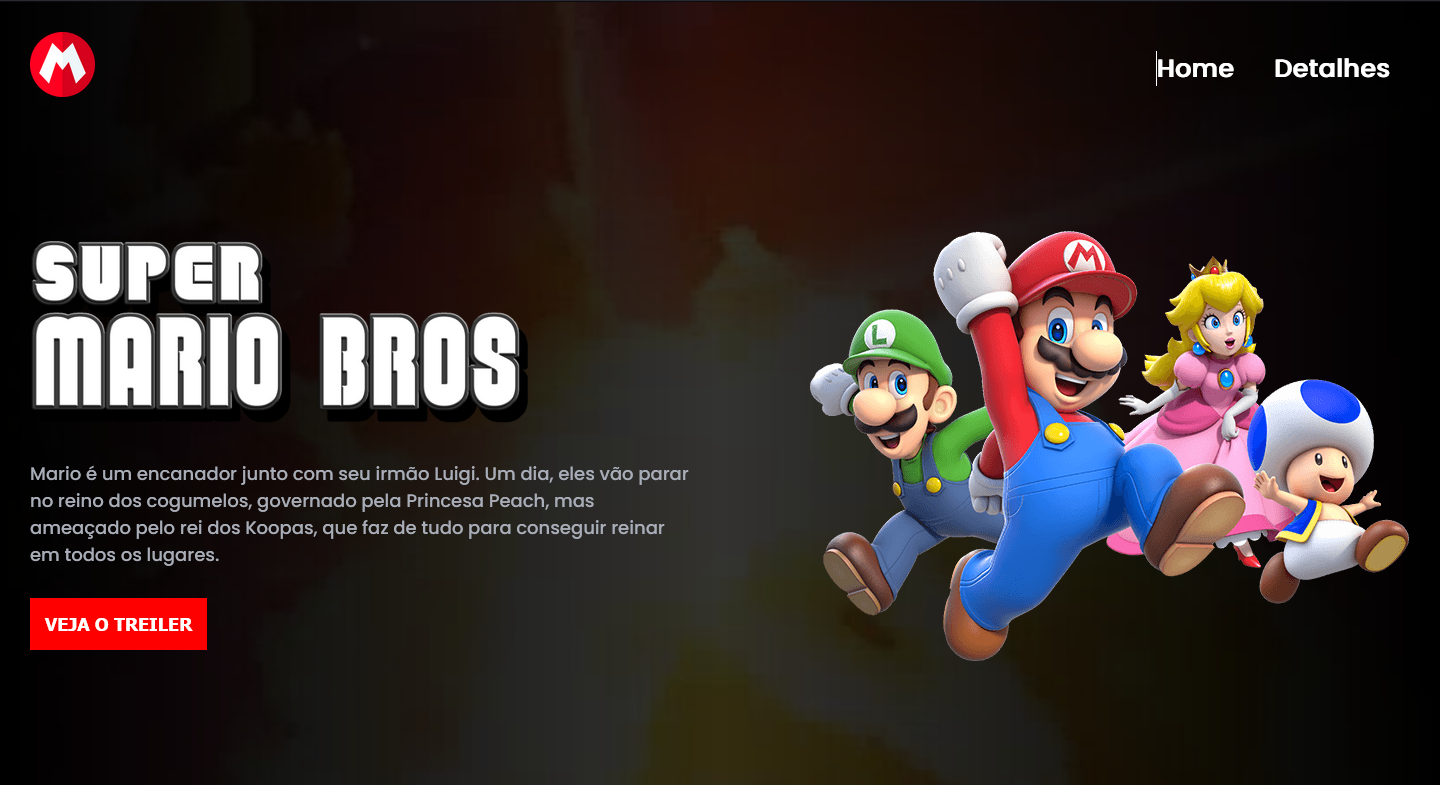 M
Home Detalhes
SUPER
MARIO BROS
L
M
Mario é um encanador junto com seu irmão Luigi. Um dia, eles vão parar
no reino dos cogumelos, governado pela Princesa Peach, mas
ameaçado pelo rei dos Koopas, que faz de tudo para conseguir reinar
em todos os lugares.
VEJA O TREILER